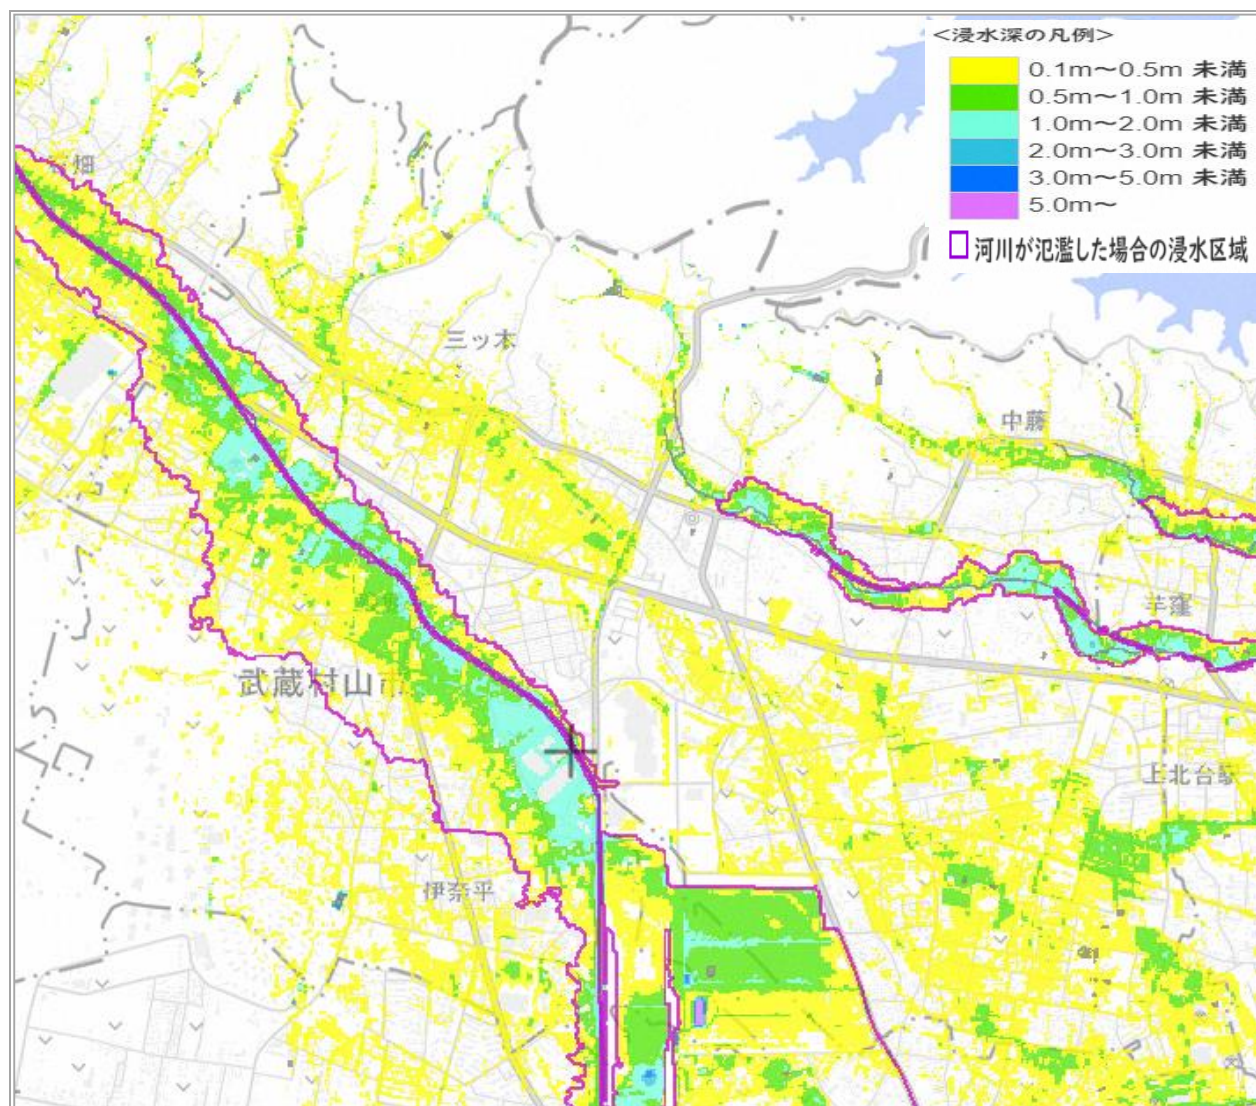 <浸水深の凡例>
0.1m～0.5m 未満
0.5m～1.0m 未満
1.0m～2.0m 未満
2.0m～3.0m 未満
3.0m～5.0m 未満
5.0m～
河川が氾濫した場合の浸水区域
畑
三ッ木
中藤
芋窪
武蔵村山市
上北台駅
伊奈平